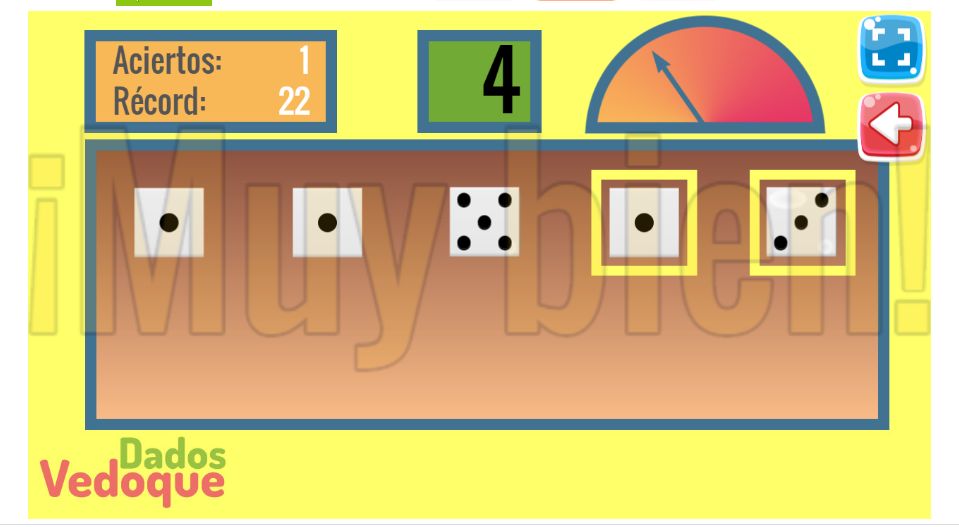 Aciertos: 1
Récord: 22
4
¡Muy bien!
Dados
Vedoque